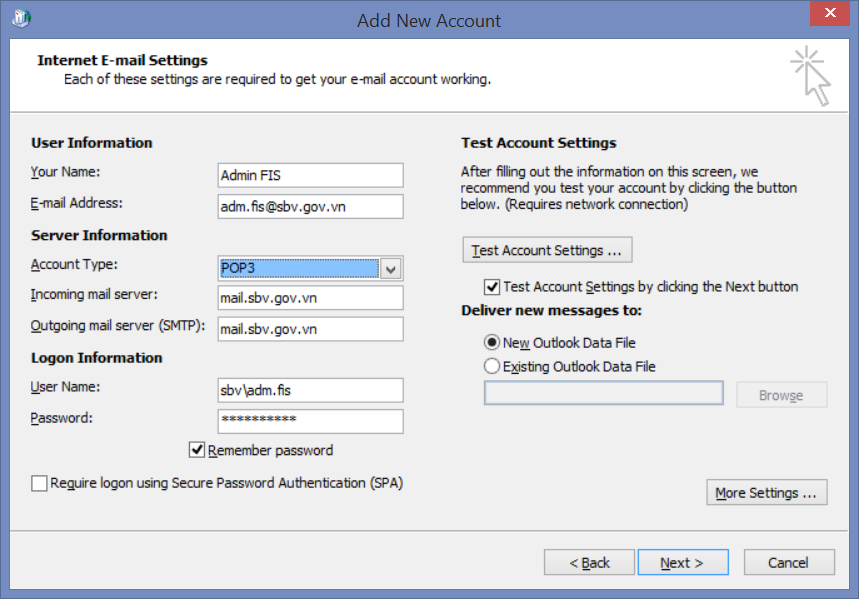 Add New Account
Internet E-mail Settings
Each of these settings are required to get your e-mail account working.
User Information
Your Name:
Admin FIS
E-mail Address:
adm.fis@sbv.gov.vn
Server Information
Account Type:
POP3
Incoming mail server:
mail.sbv.gov.vn
Outgoing mail server (SMTP):
mail.sbv.gov.vn
Logon Information
User Name:
sbv\adm.fis
Password:
**********
Remember password
Require logon using Secure Password Authentication (SPA)
Test Account Settings
After filling out the information on this screen, we
recommend you test your account by clicking the button
below. (Requires network connection)
Test Account Settings ...
Test Account Settings by clicking the Next button
Deliver new messages to:
New Outlook Data File
Existing Outlook Data File
Browse
More Settings ...
< Back
Next >
Cancel